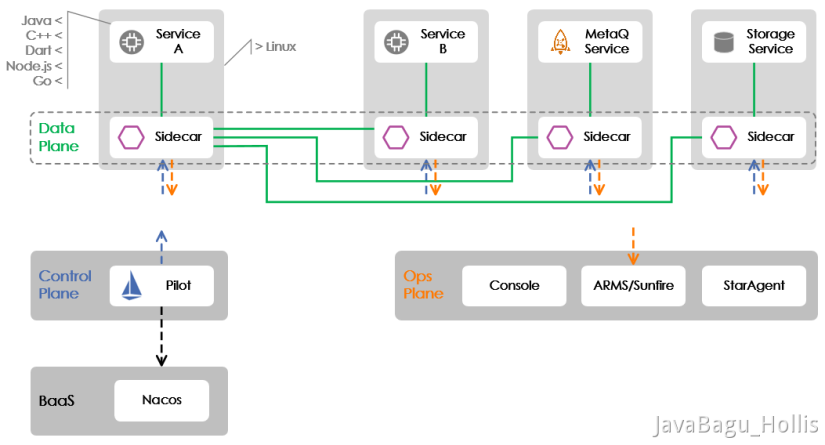 Java <
C++ <
Dart <
Node.js <
Go <
Service
A
> Linux
Service
B
MetaQ
Service
Storage
Service
Data
Plane
Sidecar
Sidecar
Sidecar
Sidecar
Control
Plane
Pilot
Ops
Plane
Console
ARMS/Sunfire
StarAgent
BaaS
Nacos
JavaBagu_Hollis